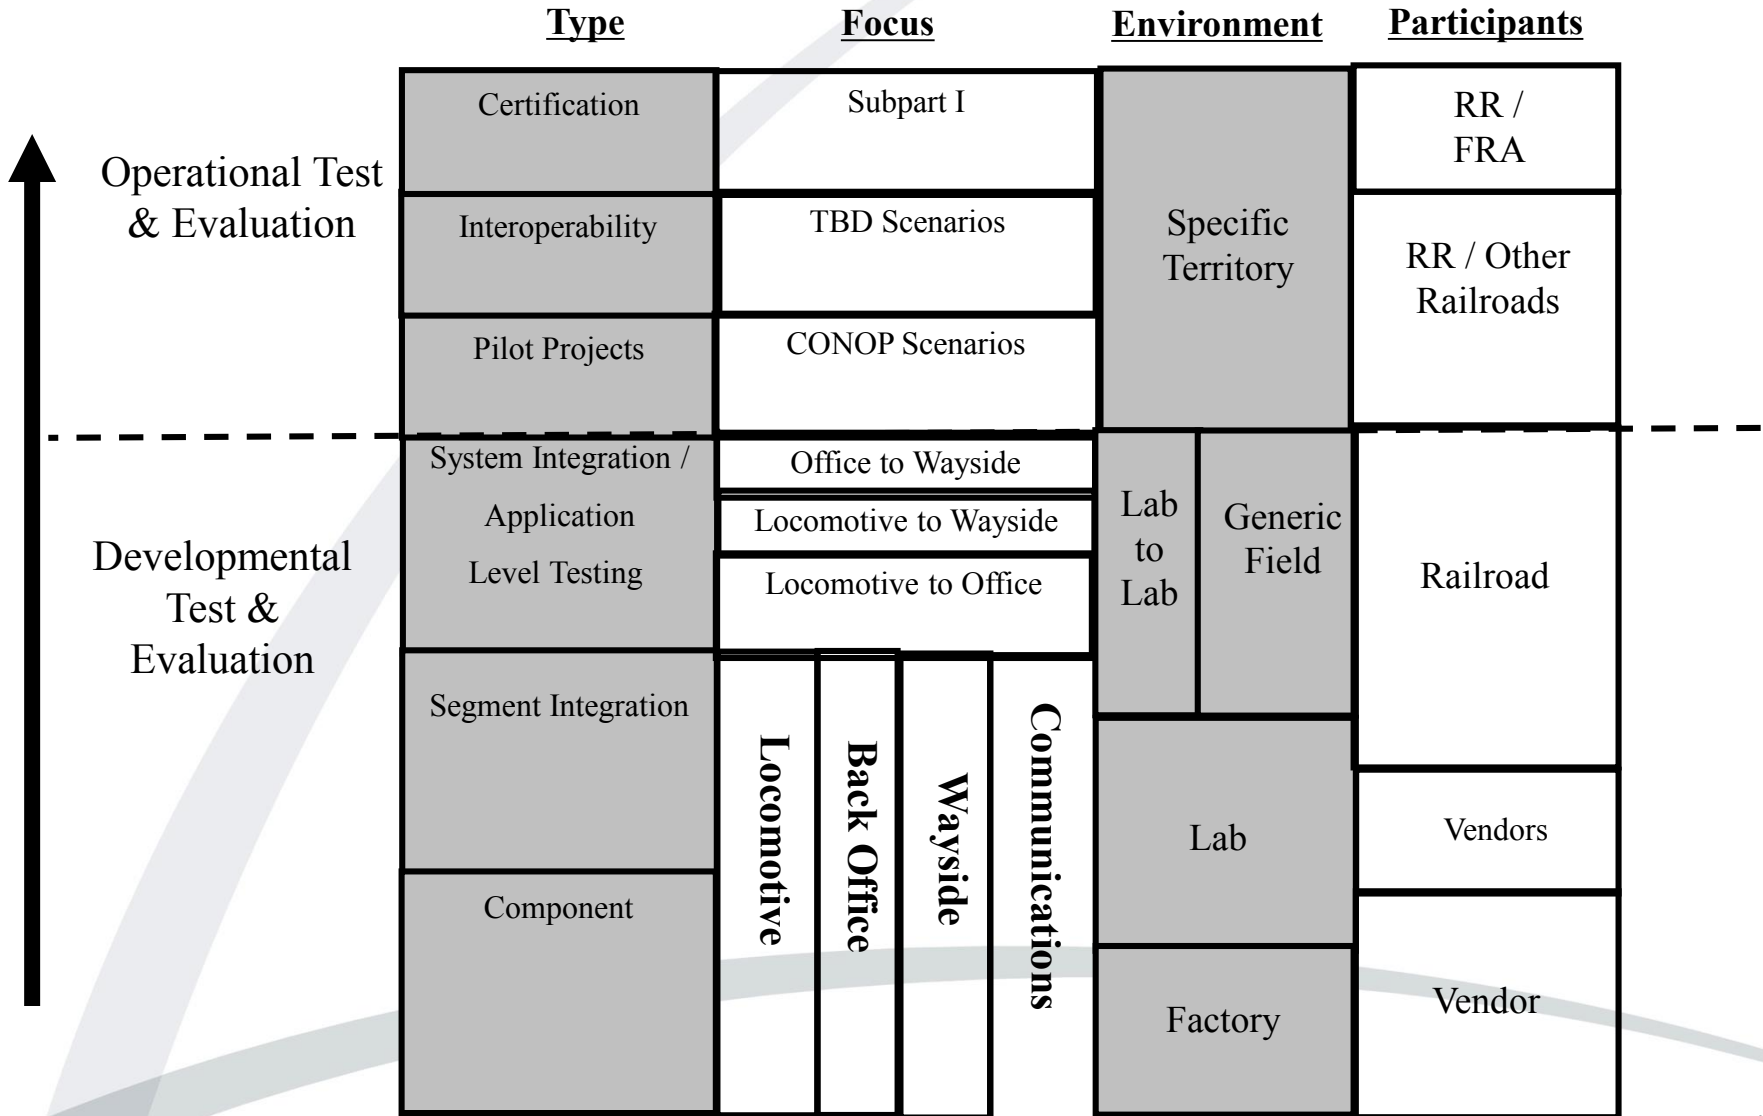 Type
Focus
Environment
Participants
Operational Test
& Evaluation
Developmental
Test &
Evaluation
Certification
Interoperability
Pilot Projects
System Integration /
Application
Level Testing
Segment Integration
Component
Subpart I
TBD Scenarios
CONOP Scenarios
Office to Wayside
Locomotive to Wayside
Locomotive to Office
Locomotive
Back Office
Wayside
Communications
Specific
Territory
Lab
to
Lab
Generic
Field
Lab
Factory
RR /
FRA
RR / Other
Railroads
Railroad
Vendors
Vendor